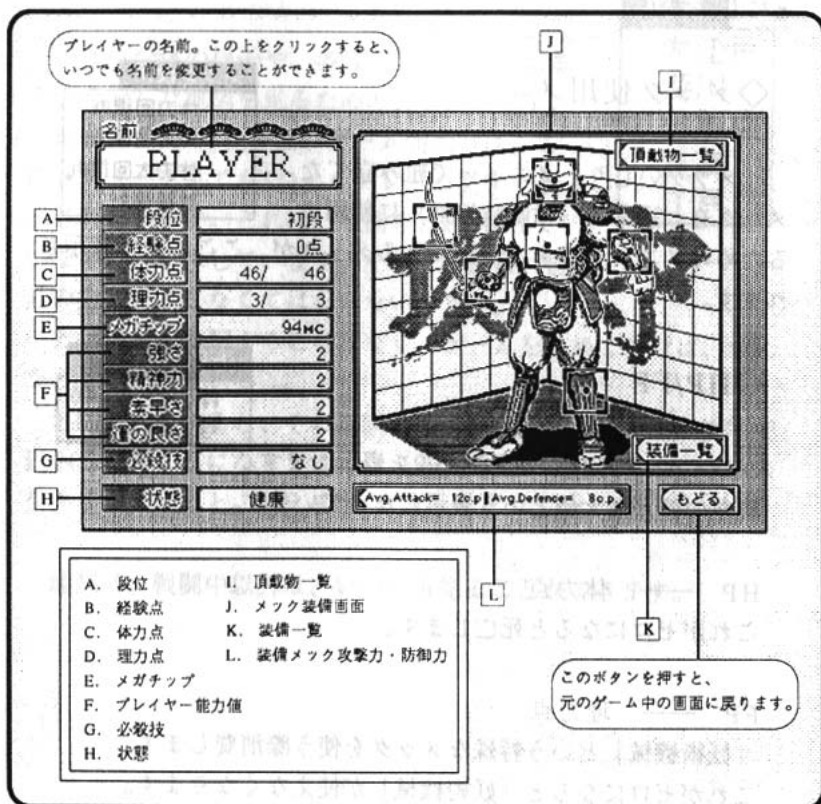 プレイヤーの名前。この上をクリックすると、
いつでも名前を変更することができます。
J
I
名前
PLAYER
頂戴物一覧
A 段位 初段
B 経験点 0点
C 体力点 46/ 46
D 理力点 3/ 3
E メガチップ 94MC
F
強さ 2
精神力 2
素早さ 2
運の良さ 2
G 必殺技 なし
H 状態 健康
装備一覧
Avg.Attack= 12o.p Avg.Defence= 8o.p
もどる
L
K
A. 段位
B. 経験点
C. 体力点
D. 理力点
E. メガチップ
F. プレイヤー能力値
G. 必殺技
H. 状態
I. 頂戴物一覧
J. メック装備画面
K. 装備一覧
L. 装備メック攻撃力・防御力
このボタンを押すと、
元のゲーム中の画面に戻ります。